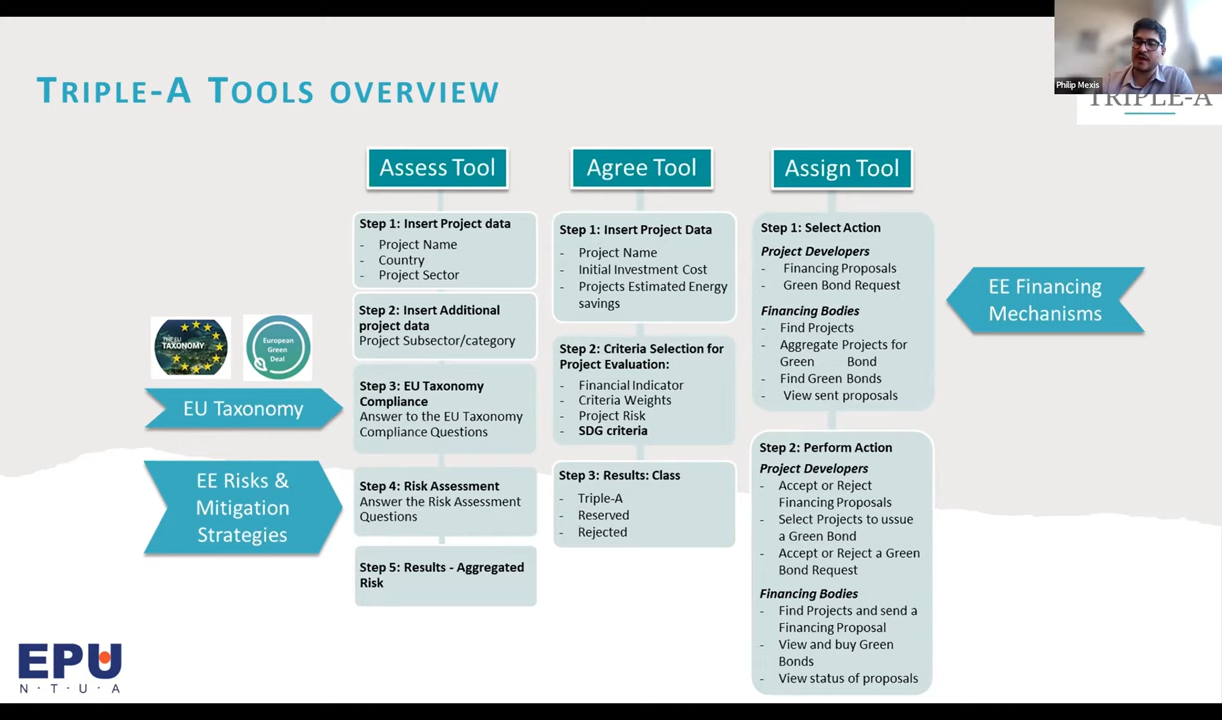 TRIPLE-A TOOLS OVERVIEW
Philip Mexis
TRIPLE-A
Assess Tool
Step 1: Insert Project data
- Project Name
- Country
- Project Sector
Step 2: Insert Additional
project data
Project Subsector/category
Step 3: EU Taxonomy
Compliance
Answer to the EU Taxonomy
Compliance Questions
Step 4: Risk Assessment
Answer the Risk Assessment
Questions
Step 5: Results - Aggregated
Risk
Agree Tool
Step 1: Insert Project Data
- Project Name
- Initial Investment Cost
- Projects Estimated Energy
savings
Step 2: Criteria Selection for
Project Evaluation:
- Financial Indicator
- Criteria Weights
- Project Risk
- SDG criteria
Step 3: Results: Class
- Triple-A
- Reserved
- Rejected
Assign Tool
Step 1: Select Action
Project Developers
- Financing Proposals
- Green Bond Request
Financing Bodies
- Find Projects
- Aggregate Projects for
Green Bond
- Find Green Bonds
- View sent proposals
Step 2: Perform Action
Project Developers
- Accept or Reject
Financing Proposals
- Select Projects to ussue
a Green Bond
- Accept or Reject a Green
Bond Request
Financing Bodies
- Find Projects and send a
Financing Proposal
- View and buy Green
Bonds
- View status of proposals
THE EU
TAXONOMY
European
Green
Deal
EU Taxonomy
EE Risks &
Mitigation
Strategies
EE Financing
Mechanisms
EPU
N·T·U·A